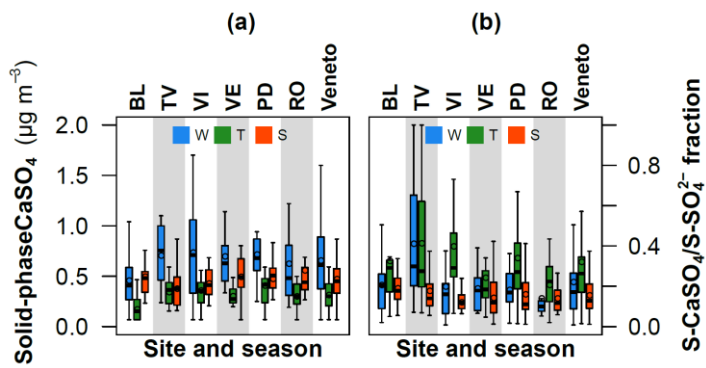 (a) (b)
BL TV VI VE PD RO Veneto BL TV VI VE PD RO Veneto
W T S W T S
Solid-phaseCaSO₄ (μg m⁻³)
2.0
1.5
1.0
0.5
0.0
0.8
0.4
0
S-CaSO₄/S-SO₄²⁻ fraction
Site and season Site and season